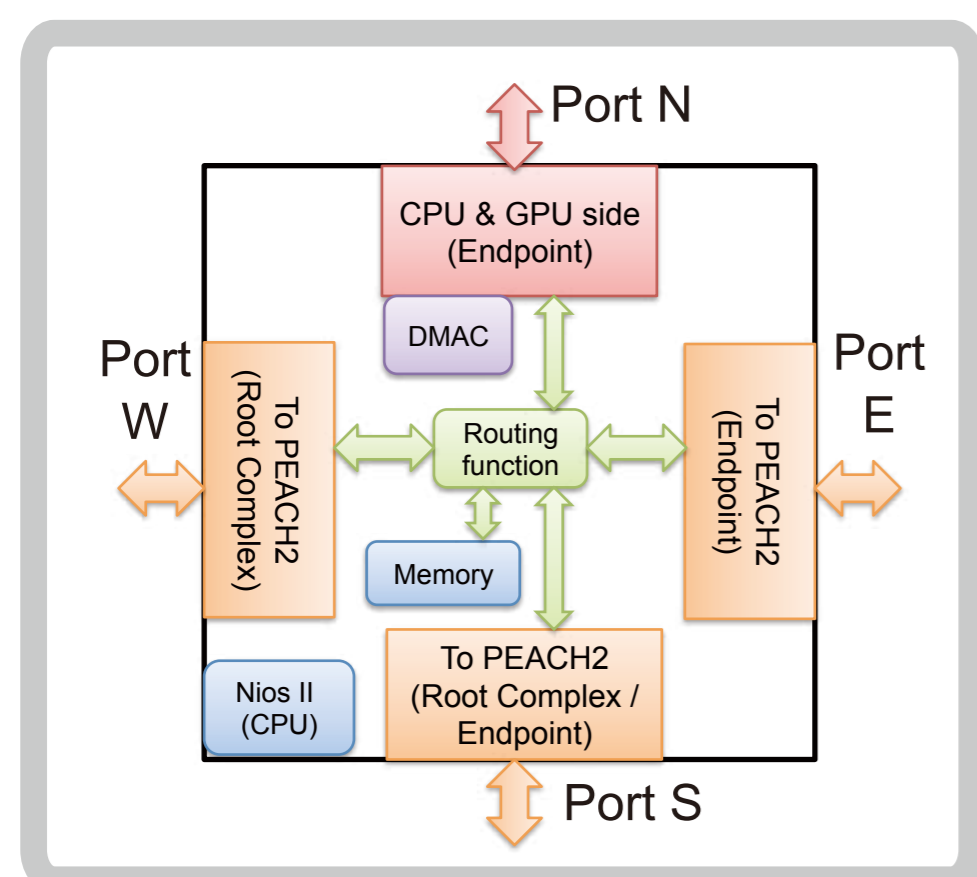 Port N
CPU & GPU side
(Endpoint)
DMAC
Port
W
To PEACH2
(Root Complex)
Routing
function
To PEACH2
(Endpoint)
Port
E
Memory
Nios II
(CPU)
To PEACH2
(Root Complex /
Endpoint)
Port S